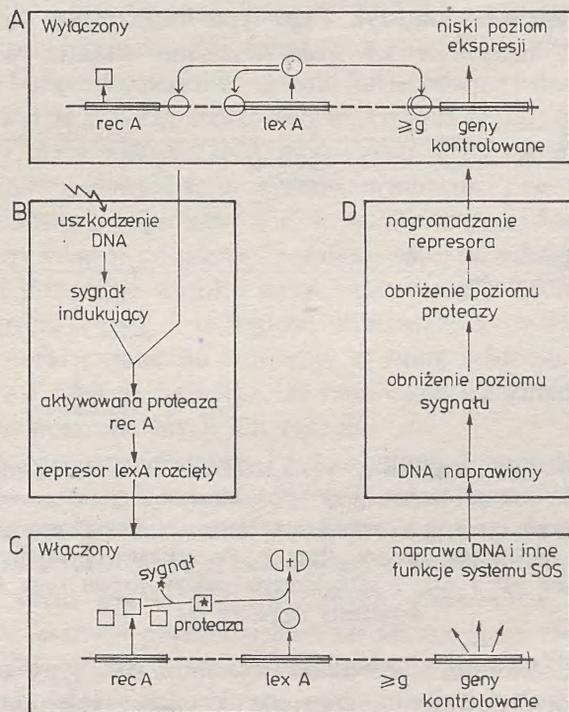 A
Wyłączony
niski poziom
ekspresji
rec A
lex A
≥g
geny
kontrolowane
B
uszkodzenie
DNA
sygnał
indukujący
aktywowana proteaza
rec A
represor lexA rozcięty
D
nagromadzanie
represora
obniżenie poziomu
proteazy
obniżenie poziomu
sygnału
DNA naprawiony
C
Włączony
naprawa DNA i inne
funkcje systemu SOS
sygnał
proteaza
+
rec A
lex A
≥g
geny
kontrolowane